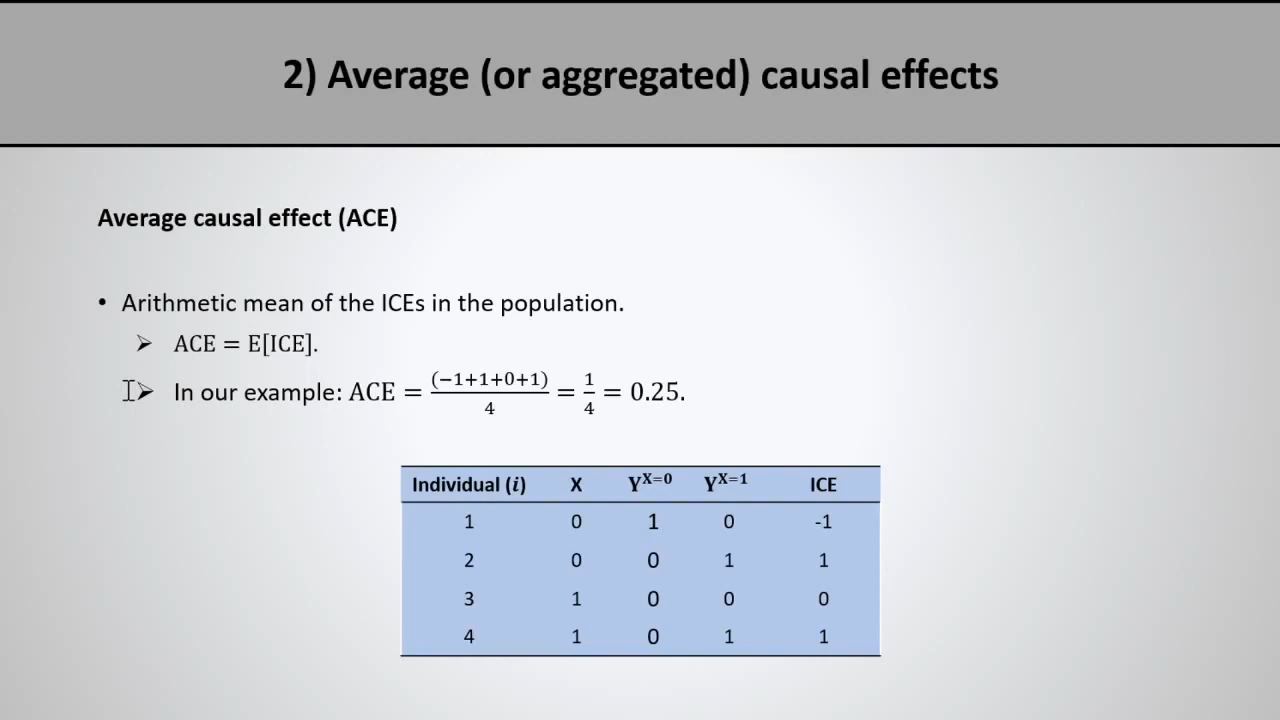 2) Average (or aggregated) causal effects
Average causal effect (ACE)
• Arithmetic mean of the ICEs in the population.
➢ ACE = E[ICE].
➢ In our example: ACE = (−1+1+0+1)/4 = 1/4 = 0.25.
Individual (i) X Y^X=0 Y^X=1 ICE
1 0 1 0 -1
2 0 0 1 1
3 1 0 0 0
4 1 0 1 1